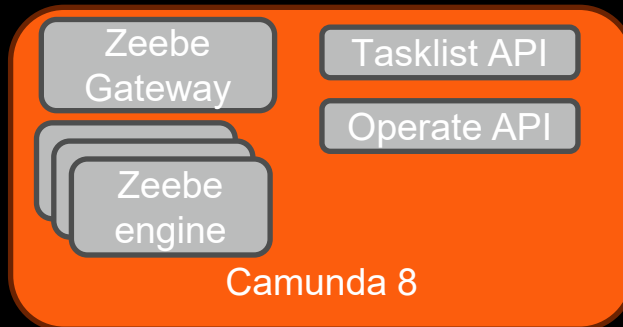 Zeebe
Gateway
Tasklist API
Operate API
Zeebe
engine
Camunda 8